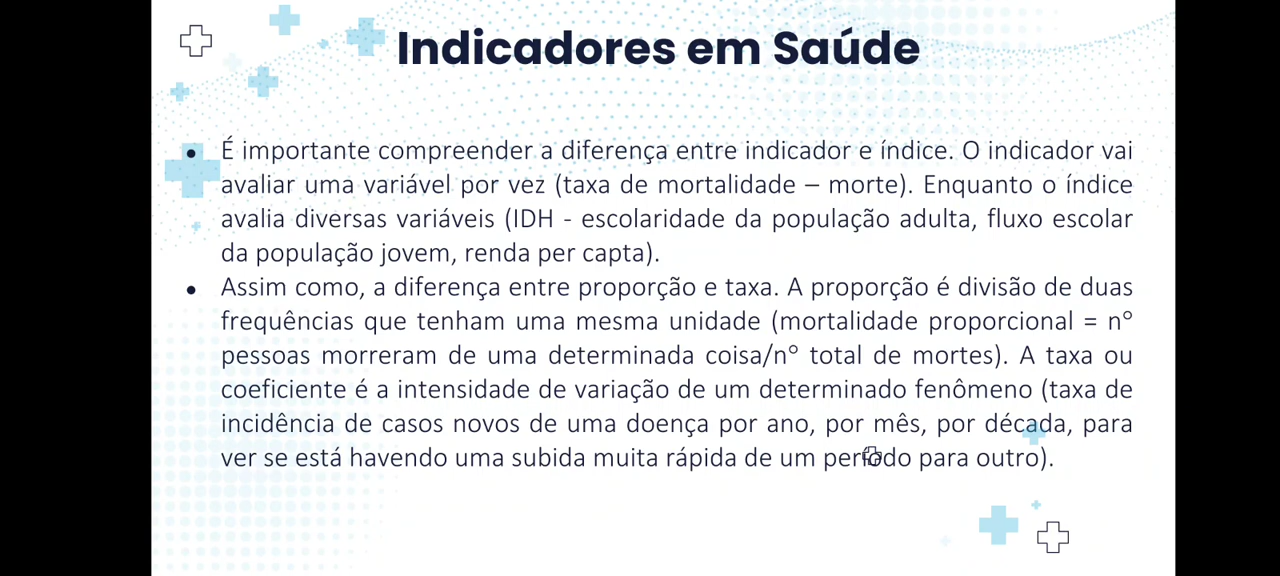 Indicadores em Saúde
• É importante compreender a diferença entre indicador e índice. O indicador vai
avaliar uma variável por vez (taxa de mortalidade – morte). Enquanto o índice
avalia diversas variáveis (IDH - escolaridade da população adulta, fluxo escolar
da população jovem, renda per capta).
• Assim como, a diferença entre proporção e taxa. A proporção é divisão de duas
frequências que tenham uma mesma unidade (mortalidade proporcional = n°
pessoas morreram de uma determinada coisa/n° total de mortes). A taxa ou
coeficiente é a intensidade de variação de um determinado fenômeno (taxa de
incidência de casos novos de uma doença por ano, por mês, por década, para
ver se está havendo uma subida muita rápida de um período para outro).